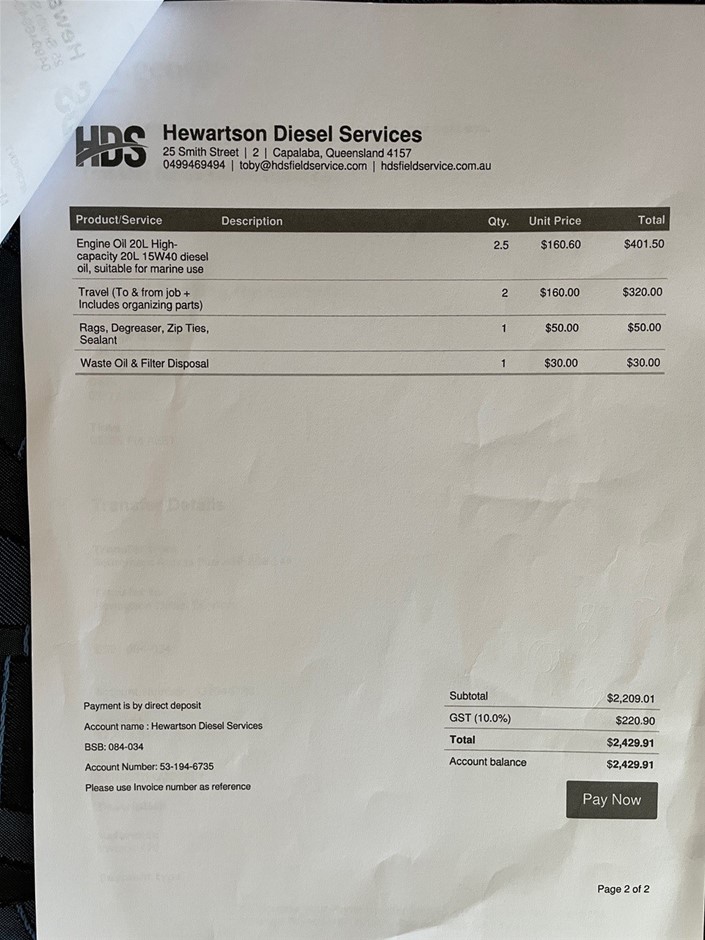 HDS
Hewartson Diesel Services
25 Smith Street | 2 | Capalaba, Queensland 4157
0499469494 | toby@hdsfieldservice.com | hdsfieldservice.com.au
Product/Service Description Qty. Unit Price Total
Engine Oil 20L High-
capacity 20L 15W40 diesel
oil, suitable for marine use
2.5 $160.60 $401.50
Travel (To & from job +
Includes organizing parts)
2 $160.00 $320.00
Rags, Degreaser, Zip Ties,
Sealant
1 $50.00 $50.00
Waste Oil & Filter Disposal 1 $30.00 $30.00
Transfer Details
Payment is by direct deposit
Account name : Hewartson Diesel Services
BSB: 084-034
Account Number: 53-194-6735
Please use Invoice number as reference
Subtotal $2,209.01
GST (10.0%) $220.90
Total $2,429.91
Account balance $2,429.91
Pay Now
Page 2 of 2